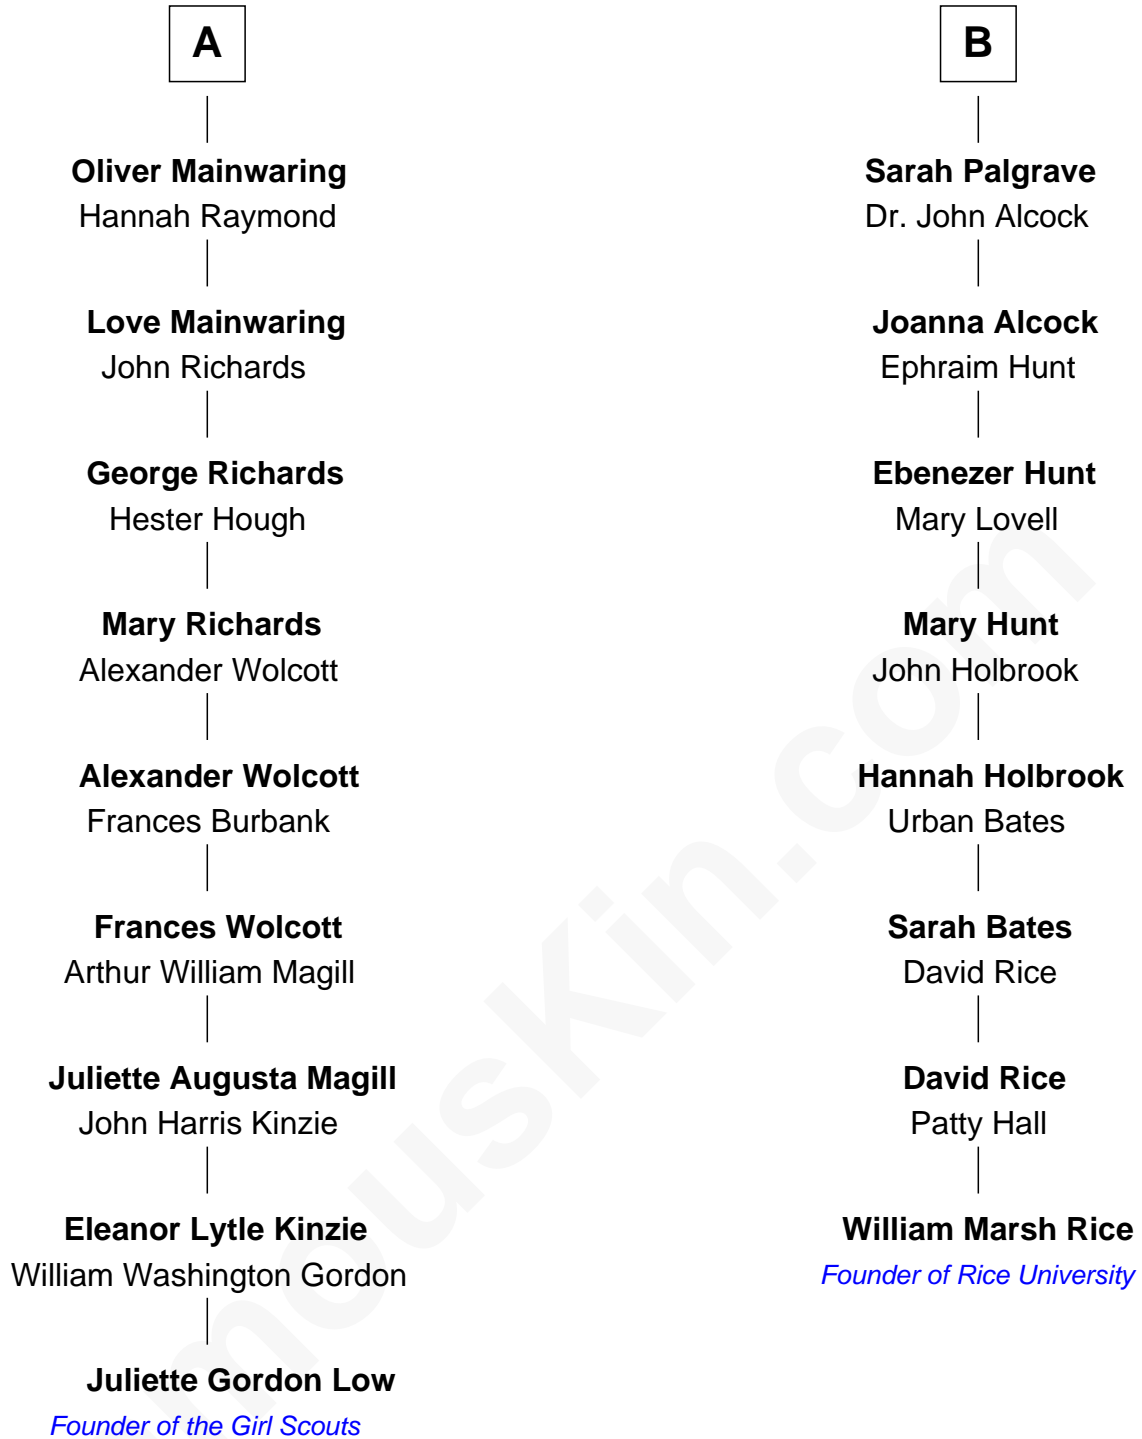 A
Oliver Mainwaring
Hannah Raymond
Love Mainwaring
John Richards
George Richards
Hester Hough
Mary Richards
Alexander Wolcott
Alexander Wolcott
Frances Burbank
Frances Wolcott
Arthur William Magill
Juliette Augusta Magill
John Harris Kinzie
Eleanor Lytle Kinzie
William Washington Gordon
Juliette Gordon Low
Founder of the Girl Scouts
B
Sarah Palgrave
Dr. John Alcock
Joanna Alcock
Ephraim Hunt
Ebenezer Hunt
Mary Lovell
Mary Hunt
John Holbrook
Hannah Holbrook
Urban Bates
Sarah Bates
David Rice
David Rice
Patty Hall
William Marsh Rice
Founder of Rice University
mousKin.com